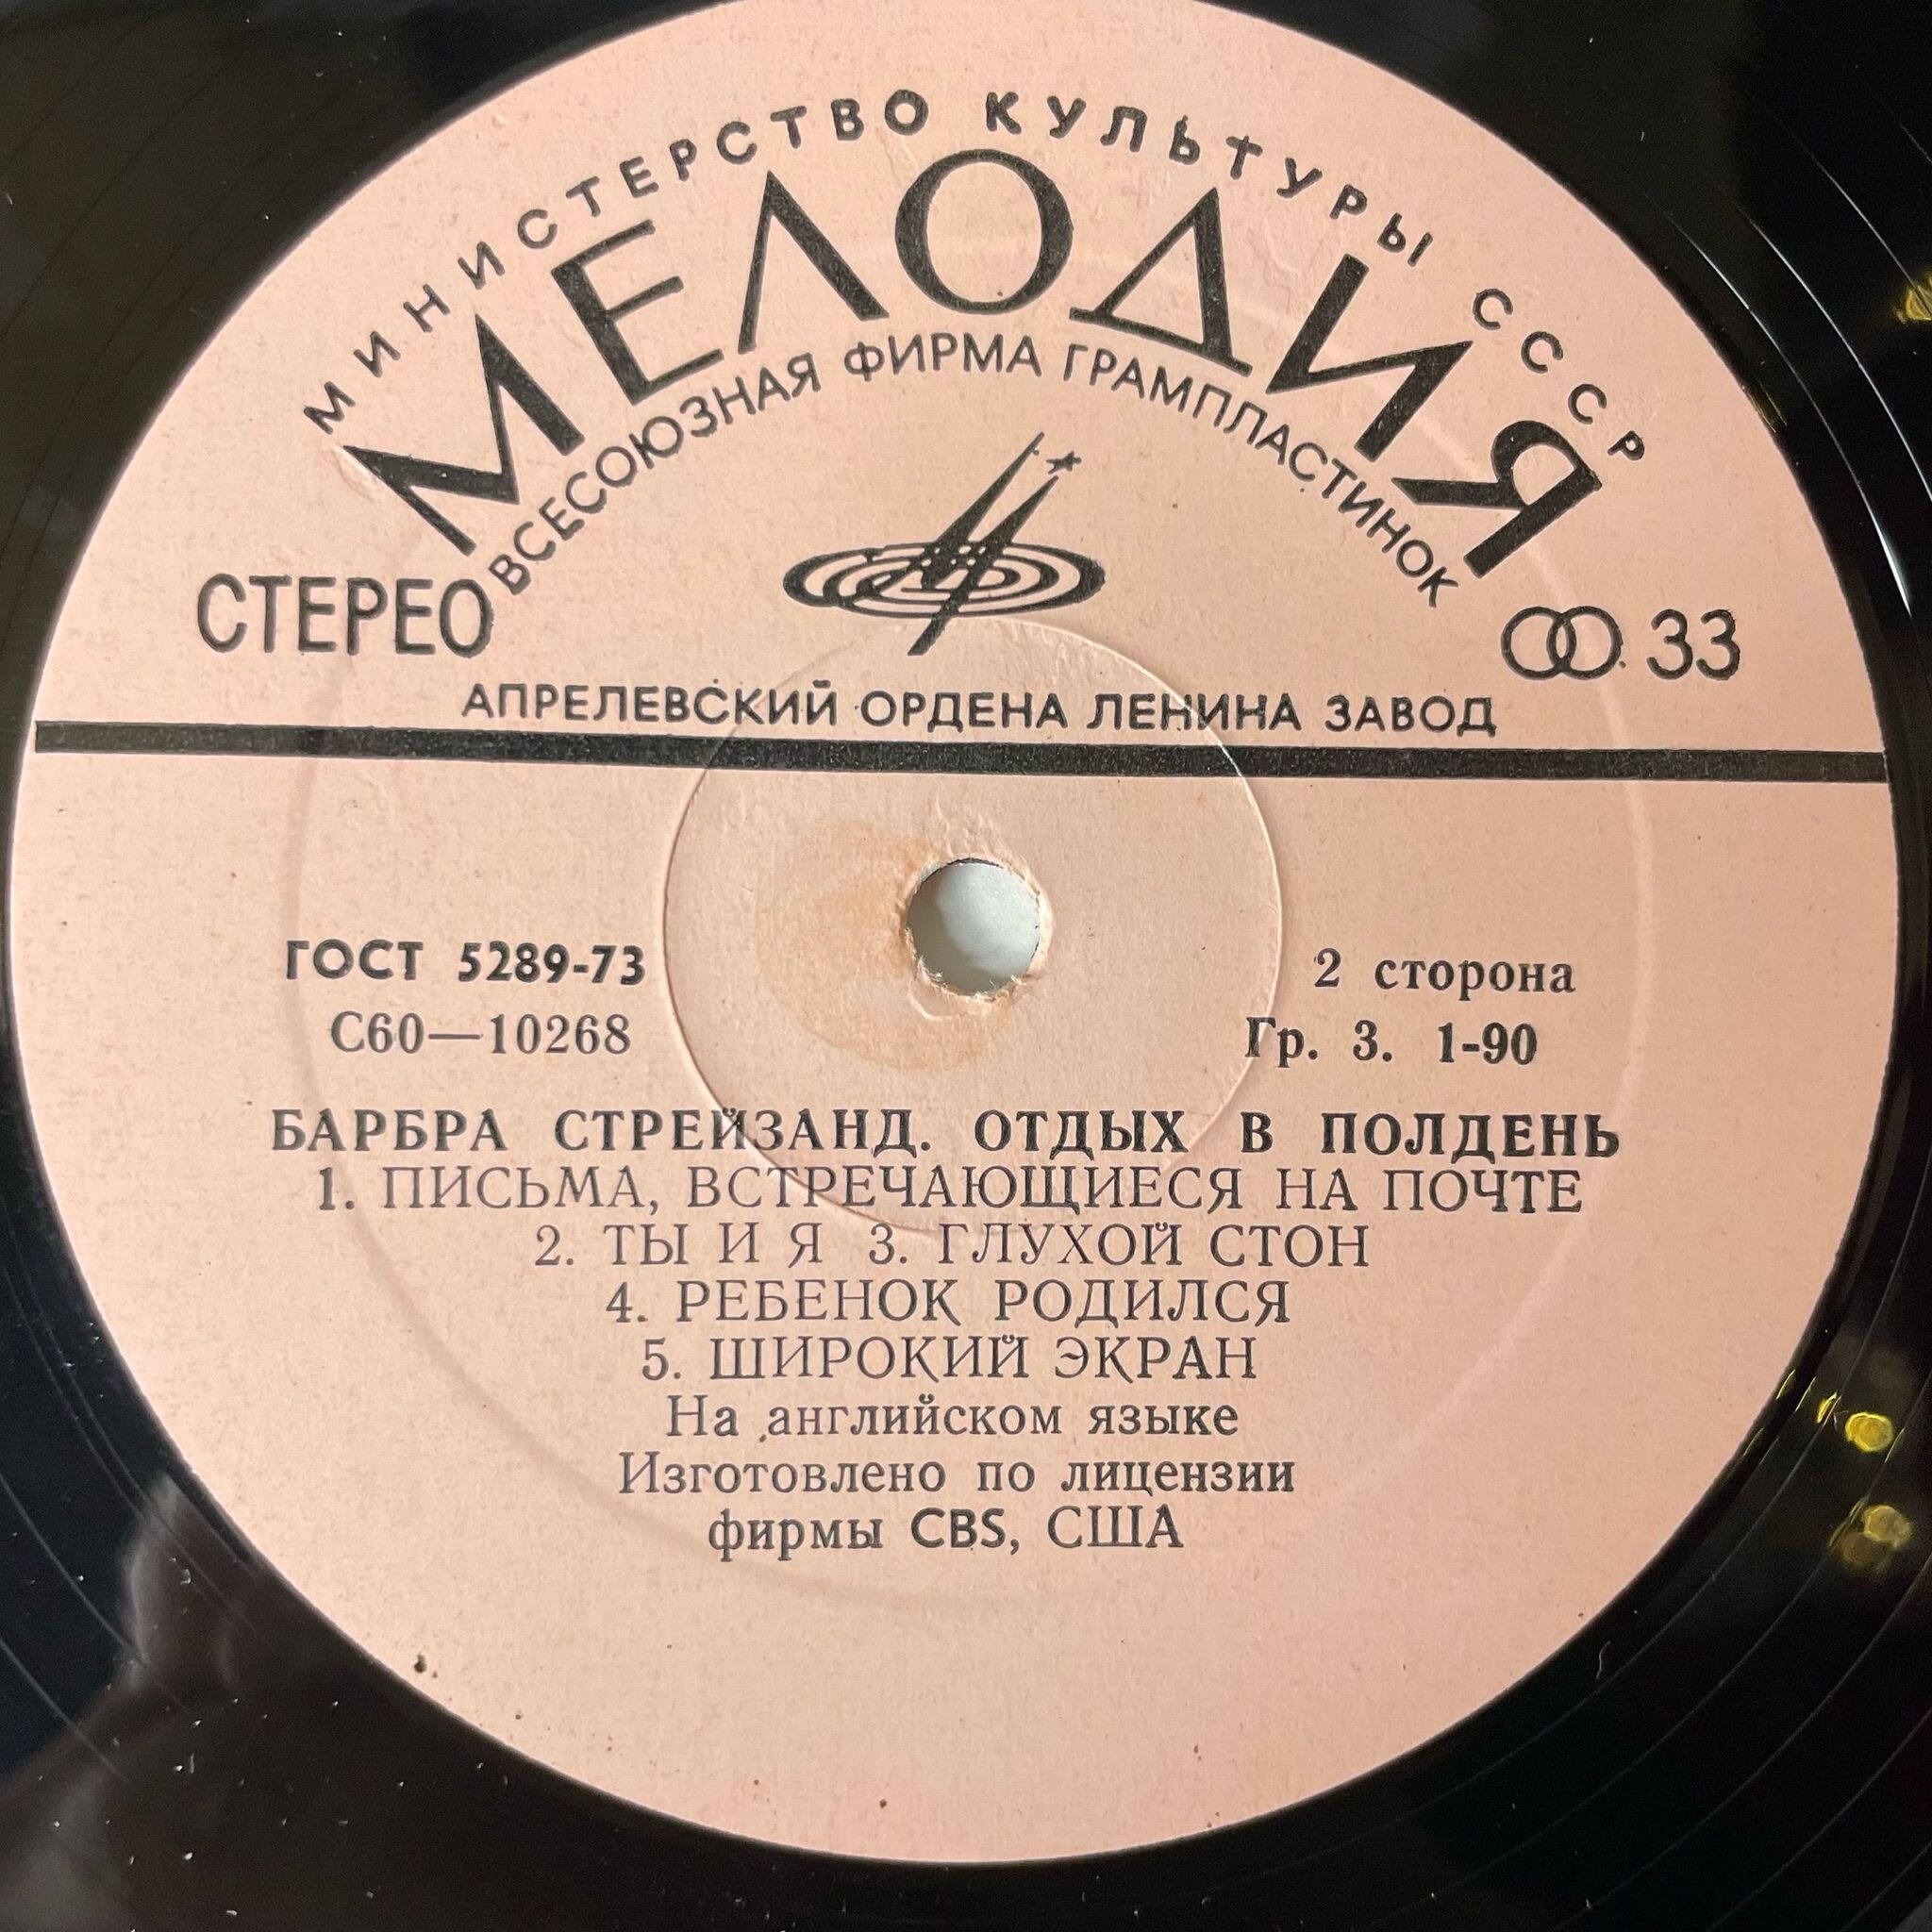 МИНИСТЕРСТВО КУЛЬТУРЫ СССР
МЕЛОДИЯ
ВСЕСОЮЗНАЯ ФИРМА ГРАМПЛАСТИНОК
СТЕРЕО
33
АПРЕЛЕВСКИЙ ОРДЕНА ЛЕНИНА ЗАВОД
ГОСТ 5289-73
2 сторона
С60—10268
Гр. 3. 1-90
БАРБРА СТРЕЙЗАНД. ОТДЫХ В ПОЛДЕНЬ
1. ПИСЬМА, ВСТРЕЧАЮЩИЕСЯ НА ПОЧТЕ
2. ТЫ И Я 3. ГЛУХОЙ СТОН
4. РЕБЕНОК РОДИЛСЯ
5. ШИРОКИЙ ЭКРАН
На английском языке
Изготовлено по лицензии
фирмы CBS, США